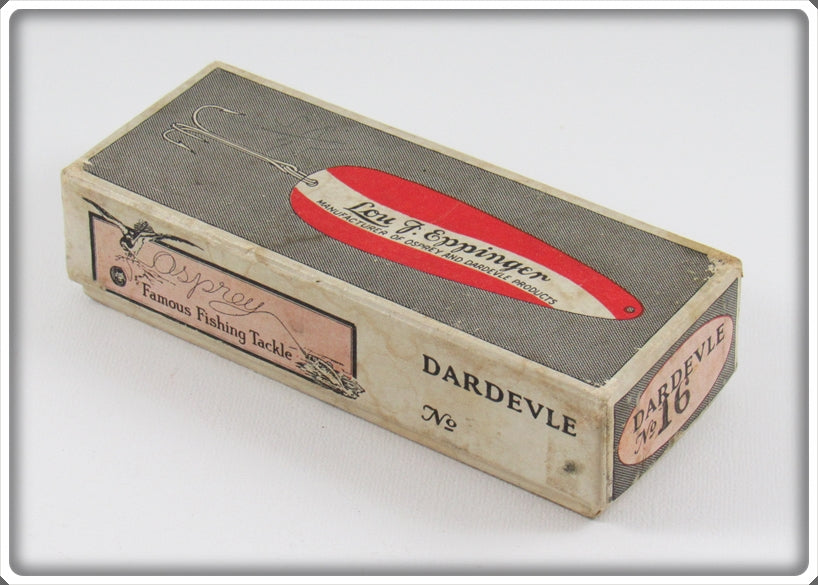 Lou J. Eppinger
MANUFACTURER OF OSPREY AND DARDEVLE PRODUCTS
Osprey
Famous Fishing Tackle
DARDEVLE
No
DARDEVLE
No 16